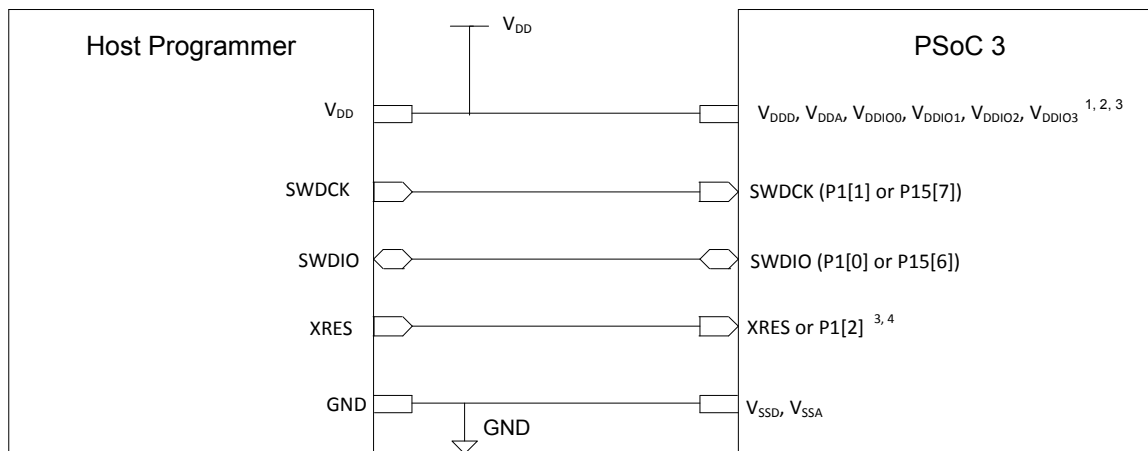 Host Programmer
PSoC 3
VDD
VDD
VDDD, VDDA, VDDIO0, VDDIO1, VDDIO2, VDDIO3 1, 2, 3
SWDCK
SWDCK (P1[1] or P15[7])
SWDIO
SWDIO (P1[0] or P15[6])
XRES
XRES or P1[2] 3, 4
GND
GND
VSSD, VSSA